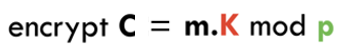 encrypt C = m.K mod p